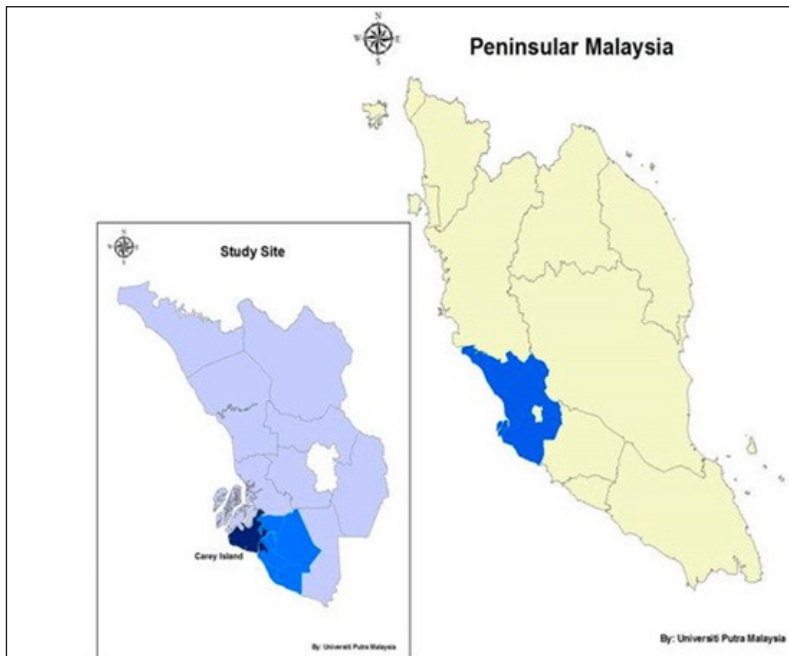 N
W E
S
Peninsular Malaysia
N
W E
S
Study Site
Carey Island
By: Universiti Putra Malaysia
By: Universiti Putra Malaysia